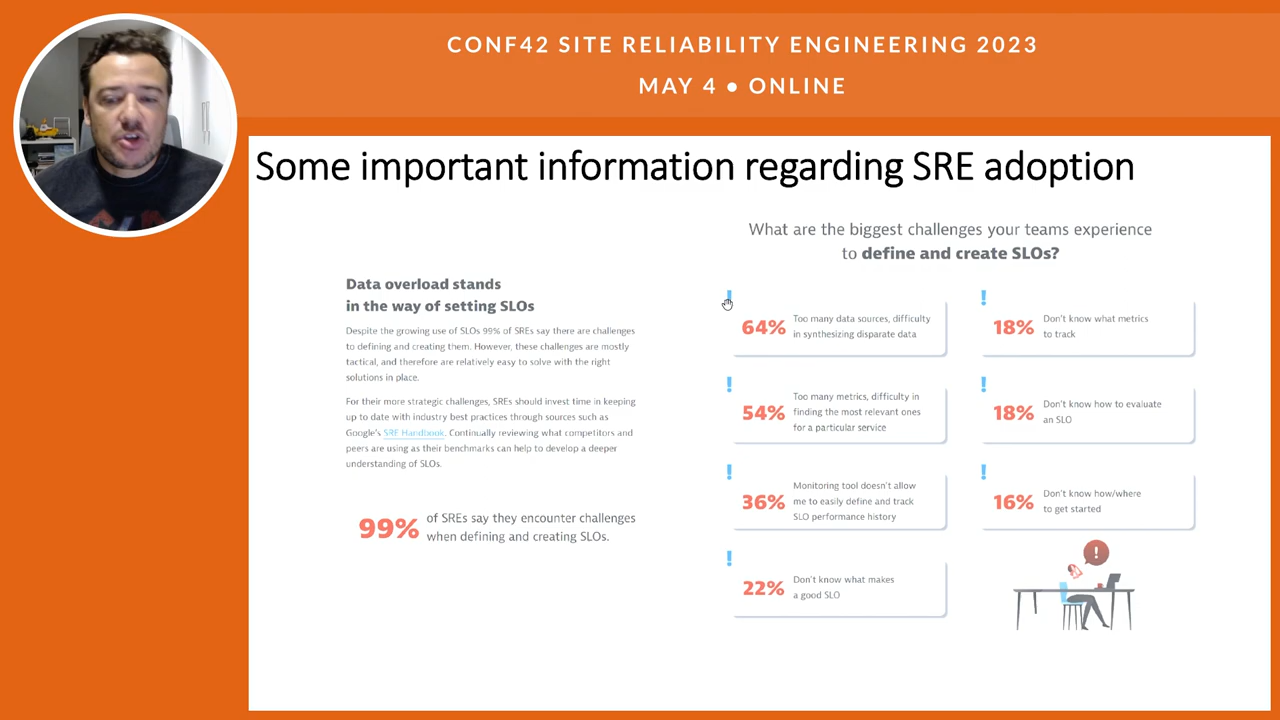 CONF42 SITE RELIABILITY ENGINEERING 2023
MAY 4 ● ONLINE
Some important information regarding SRE adoption
Data overload stands
in the way of setting SLOs
Despite the growing use of SLOs 99% of SREs say there are challenges
to defining and creating them. However, these challenges are mostly
tactical, and therefore are relatively easy to solve with the right
solutions in place.
For their more strategic challenges, SREs should invest time in keeping
up to date with industry best practices through sources such as
Google's SRE Handbook. Continually reviewing what competitors and
peers are using as their benchmarks can help to develop a deeper
understanding of SLOs.
99%
of SREs say they encounter challenges
when defining and creating SLOs.
What are the biggest challenges your teams experience
to define and create SLOs?
!
64%
Too many data sources, difficulty
in synthesizing disparate data
!
54%
Too many metrics, difficulty in
finding the most relevant ones
for a particular service
!
36%
Monitoring tool doesn't allow
me to easily define and track
SLO performance history
!
22%
Don't know what makes
a good SLO
!
18%
Don't know what metrics
to track
!
18%
Don't know how to evaluate
an SLO
!
16%
Don't know how/where
to get started
!